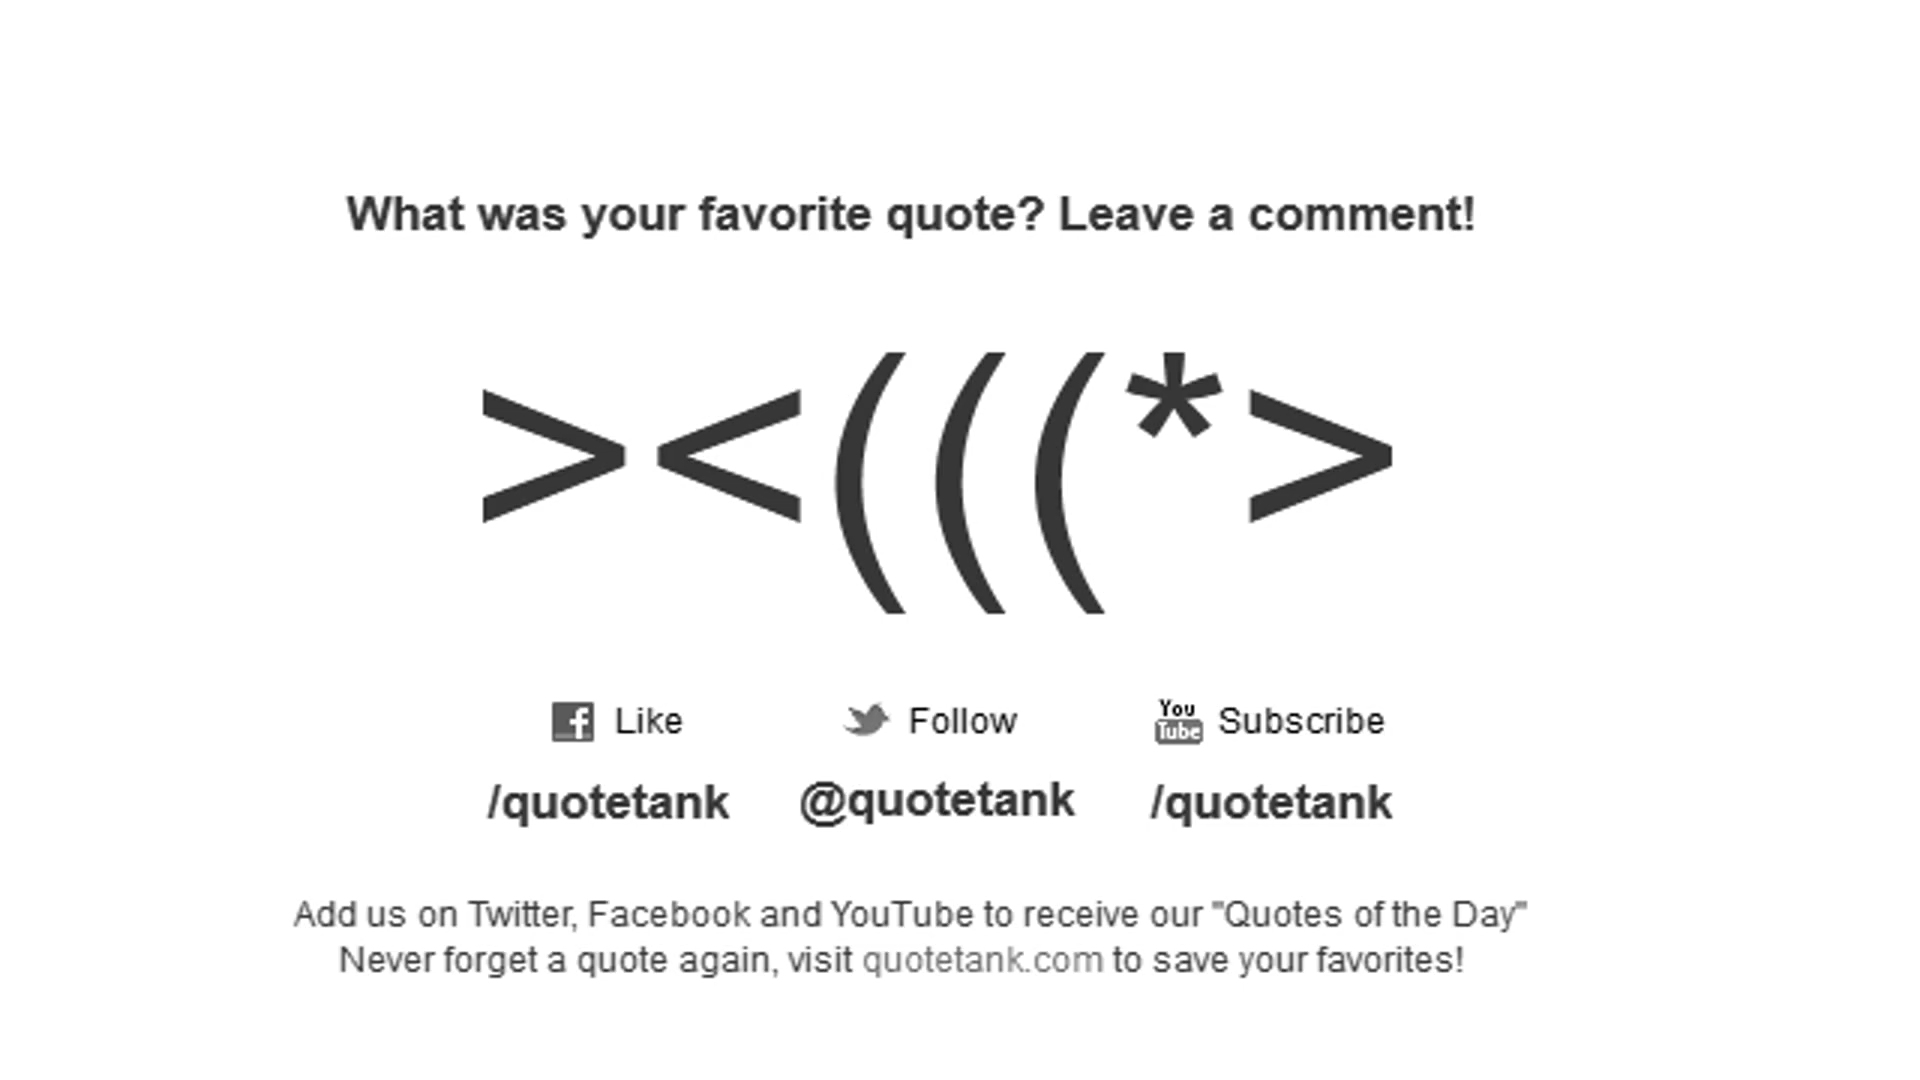 What was your favorite quote? Leave a comment!
><(((*>
f Like Follow You Tube Subscribe
/quotetank @quotetank /quotetank
Add us on Twitter, Facebook and YouTube to receive our "Quotes of the Day"
Never forget a quote again, visit quotetank.com to save your favorites!